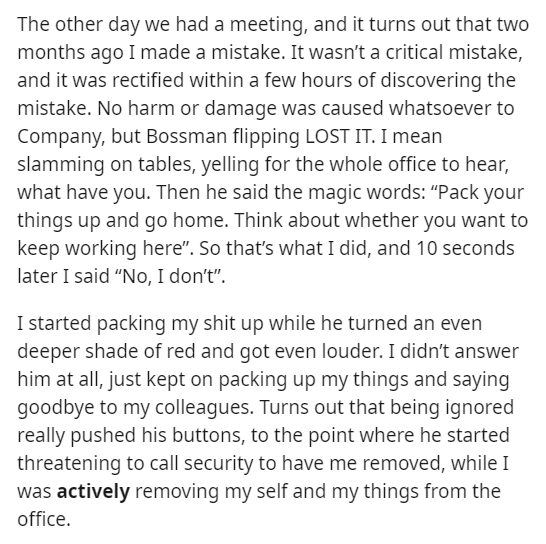 The other day we had a meeting, and it turns out that two
months ago I made a mistake. It wasn’t a critical mistake,
and it was rectified within a few hours of discovering the
mistake. No harm or damage was caused whatsoever to
Company, but Bossman flipping LOST IT. I mean
slamming on tables, yelling for the whole office to hear,
what have you. Then he said the magic words: “Pack your
things up and go home. Think about whether you want to
keep working here”. So that’s what I did, and 10 seconds
later I said “No, I don’t”.
I started packing my shit up while he turned an even
deeper shade of red and got even louder. I didn’t answer
him at all, just kept on packing up my things and saying
goodbye to my colleagues. Turns out that being ignored
really pushed his buttons, to the point where he started
threatening to call security to have me removed, while I
was actively removing my self and my things from the
office.